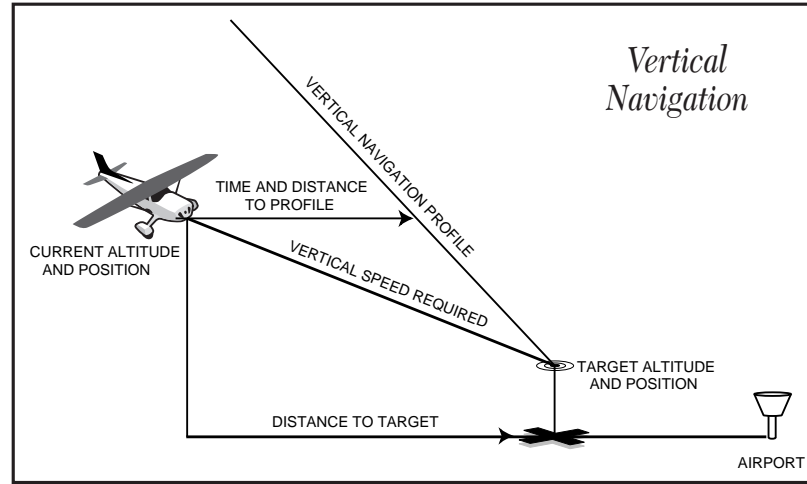 Vertical
Navigation
VERTICAL NAVIGATION PROFILE
TIME AND DISTANCE
TO PROFILE
CURRENT ALTITUDE
AND POSITION
VERTICAL SPEED REQUIRED
TARGET ALTITUDE
AND POSITION
DISTANCE TO TARGET
AIRPORT